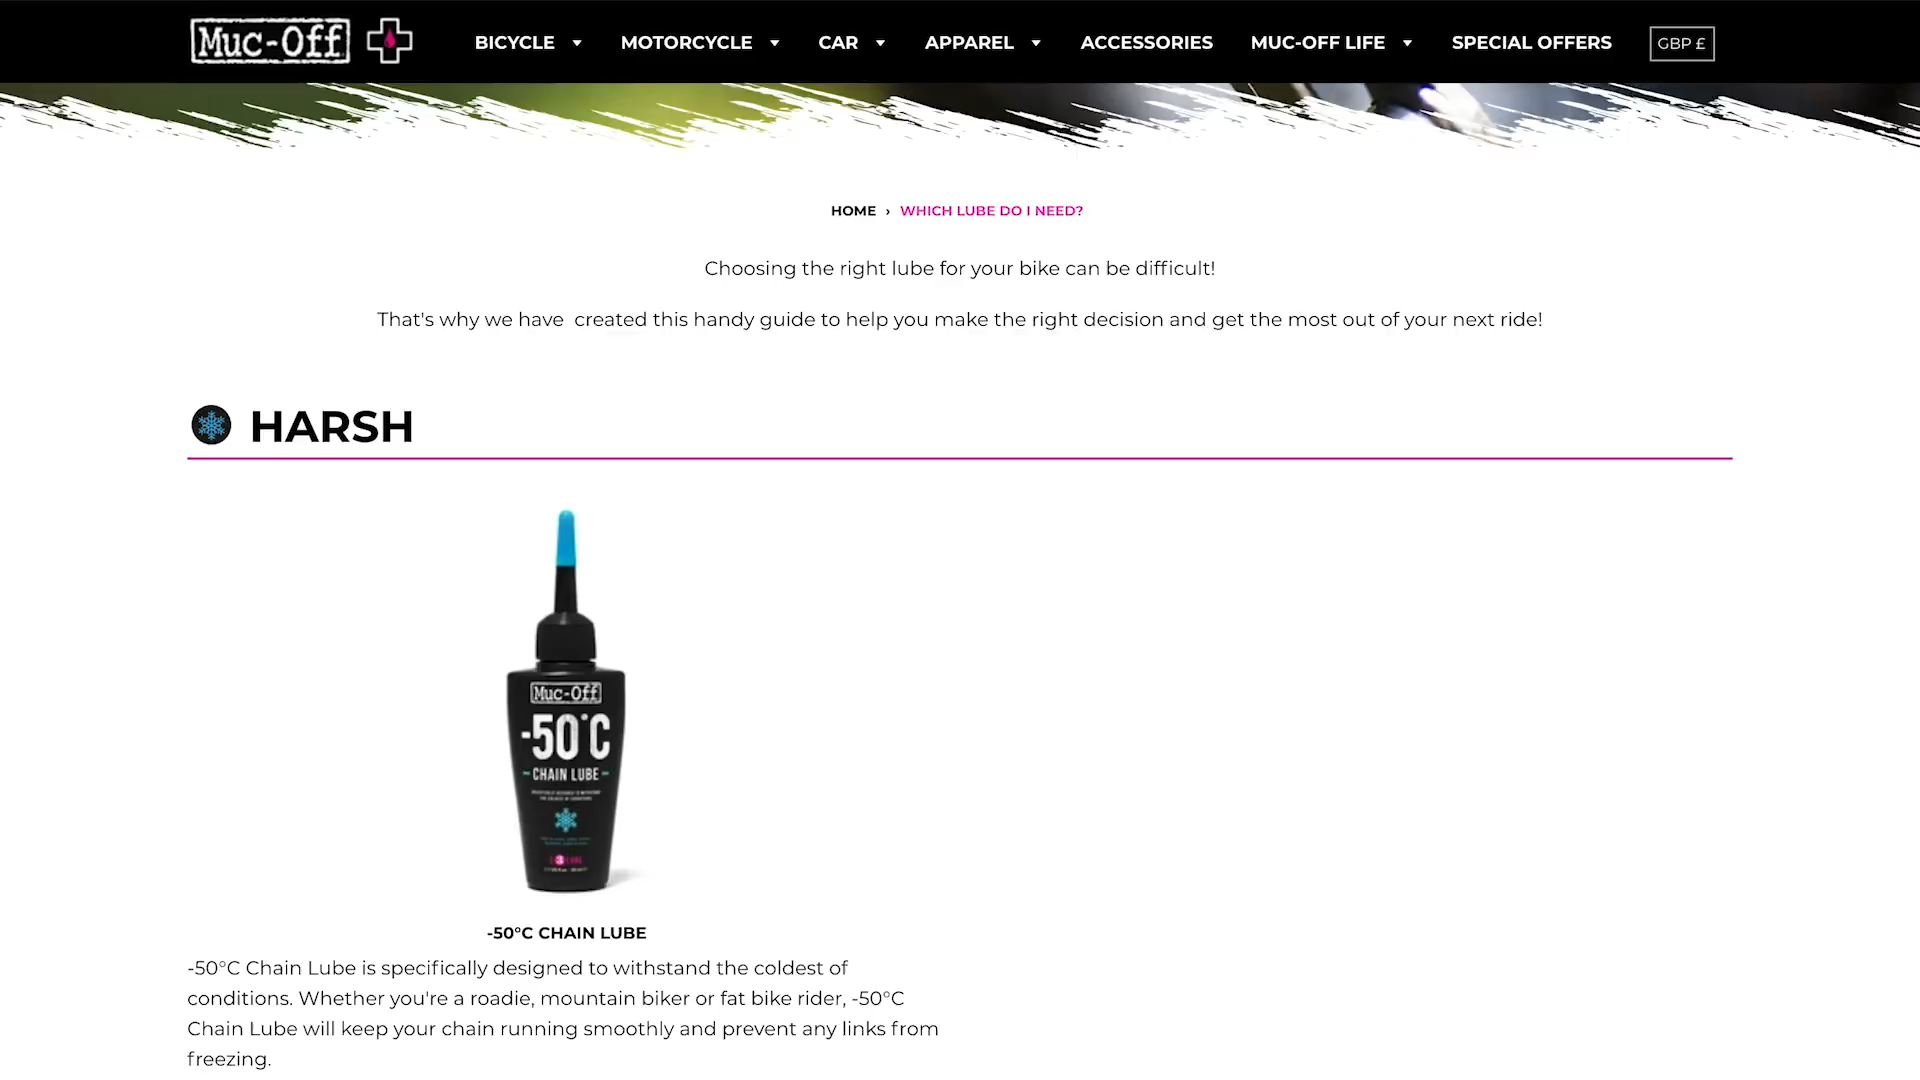 Muc-Off
BICYCLE MOTORCYCLE CAR APPAREL ACCESSORIES MUC-OFF LIFE SPECIAL OFFERS GBP £
HOME › WHICH LUBE DO I NEED?
Choosing the right lube for your bike can be difficult!
That's why we have created this handy guide to help you make the right decision and get the most out of your next ride!
HARSH
Muc-Off
-50°C
CHAIN LUBE
-50°C CHAIN LUBE
-50°C Chain Lube is specifically designed to withstand the coldest of
conditions. Whether you're a roadie, mountain biker or fat bike rider, -50°C
Chain Lube will keep your chain running smoothly and prevent any links from
freezing.